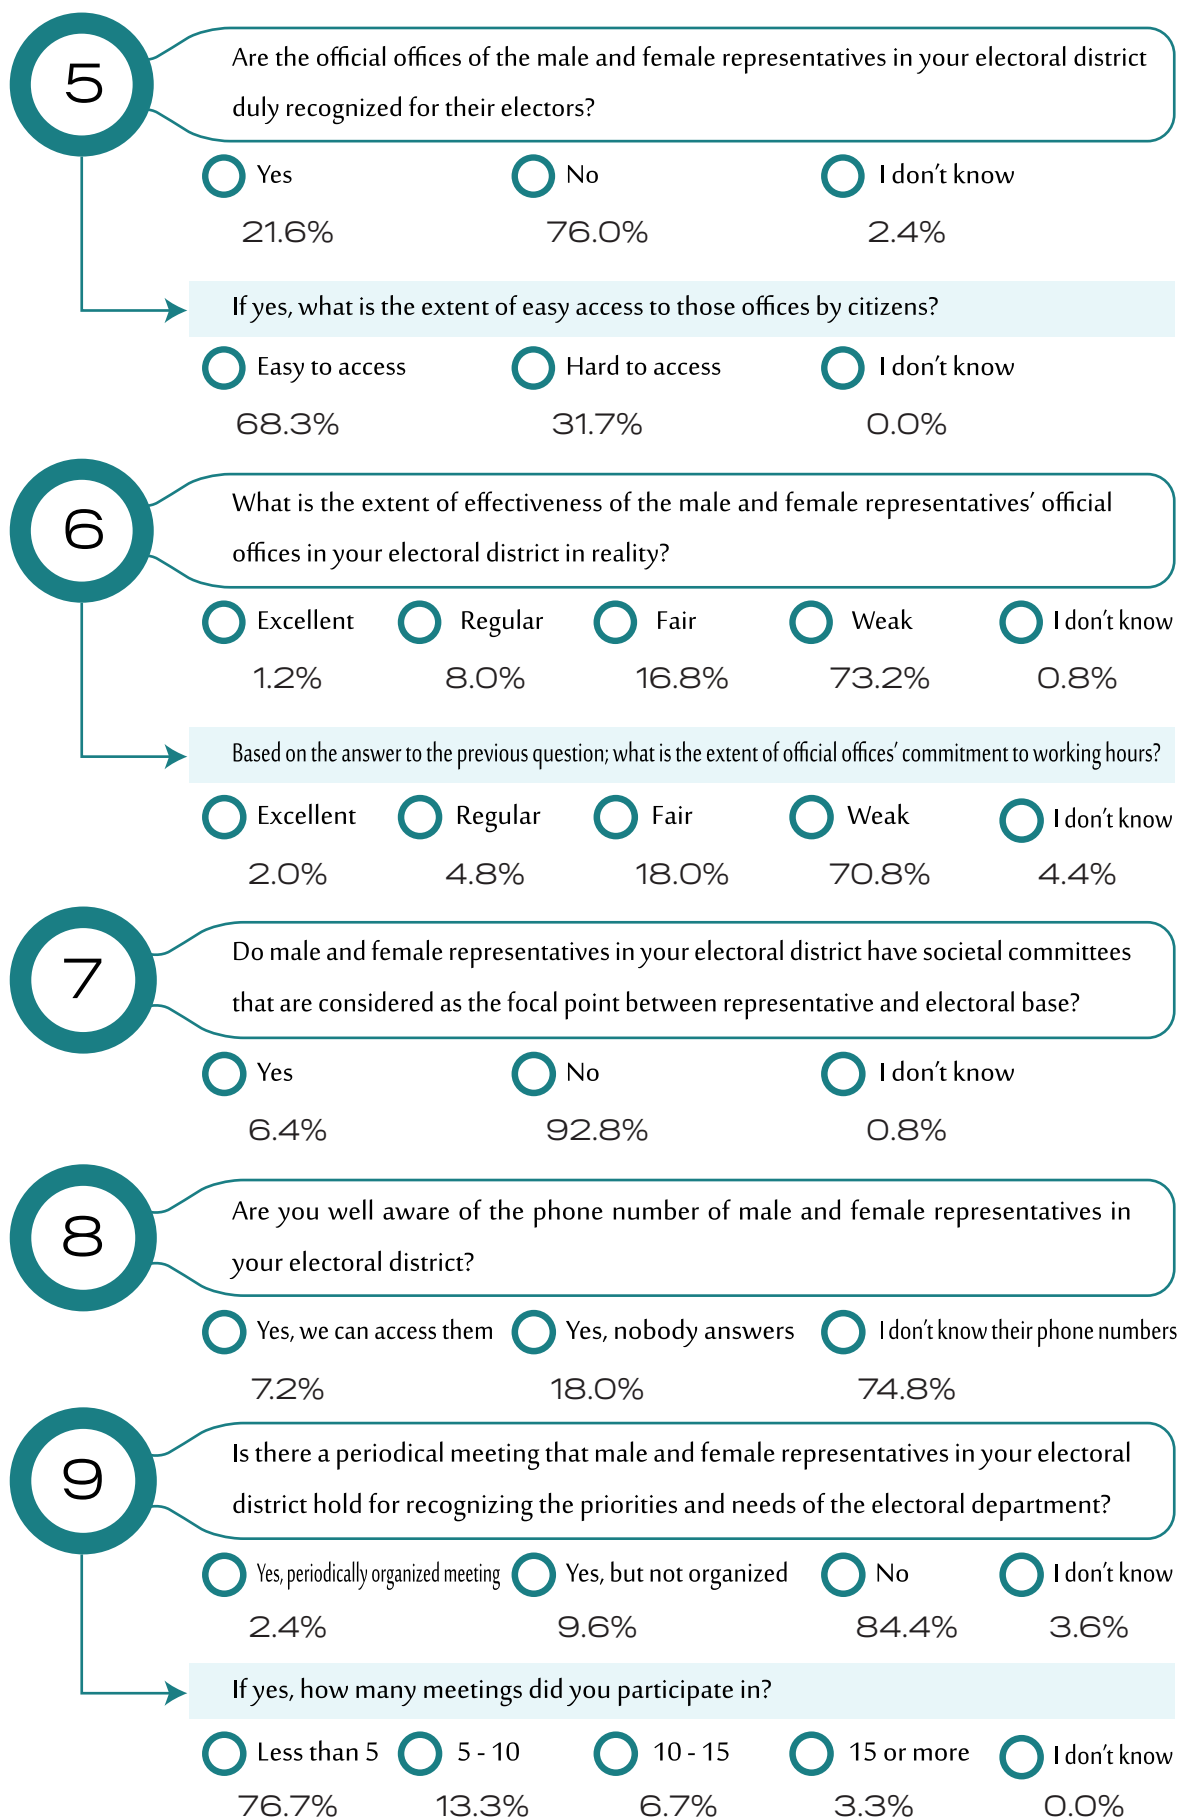 5
Are the official offices of the male and female representatives in your electoral district
duly recognized for their electors?
Yes No I don't know
21.6% 76.0% 2.4%
If yes, what is the extent of easy access to those offices by citizens?
Easy to access Hard to access I don't know
68.3% 31.7% 0.0%
6
What is the extent of effectiveness of the male and female representatives' official
offices in your electoral district in reality?
Excellent Regular Fair Weak I don't know
1.2% 8.0% 16.8% 73.2% 0.8%
Based on the answer to the previous question; what is the extent of official offices' commitment to working hours?
Excellent Regular Fair Weak I don't know
2.0% 4.8% 18.0% 70.8% 4.4%
7
Do male and female representatives in your electoral district have societal committees
that are considered as the focal point between representative and electoral base?
Yes No I don't know
6.4% 92.8% 0.8%
8
Are you well aware of the phone number of male and female representatives in
your electoral district?
Yes, we can access them Yes, nobody answers I don't know their phone numbers
7.2% 18.0% 74.8%
9
Is there a periodical meeting that male and female representatives in your electoral
district hold for recognizing the priorities and needs of the electoral department?
Yes, periodically organized meeting Yes, but not organized No I don't know
2.4% 9.6% 84.4% 3.6%
If yes, how many meetings did you participate in?
Less than 5 5 - 10 10 - 15 15 or more I don't know
76.7% 13.3% 6.7% 3.3% 0.0%